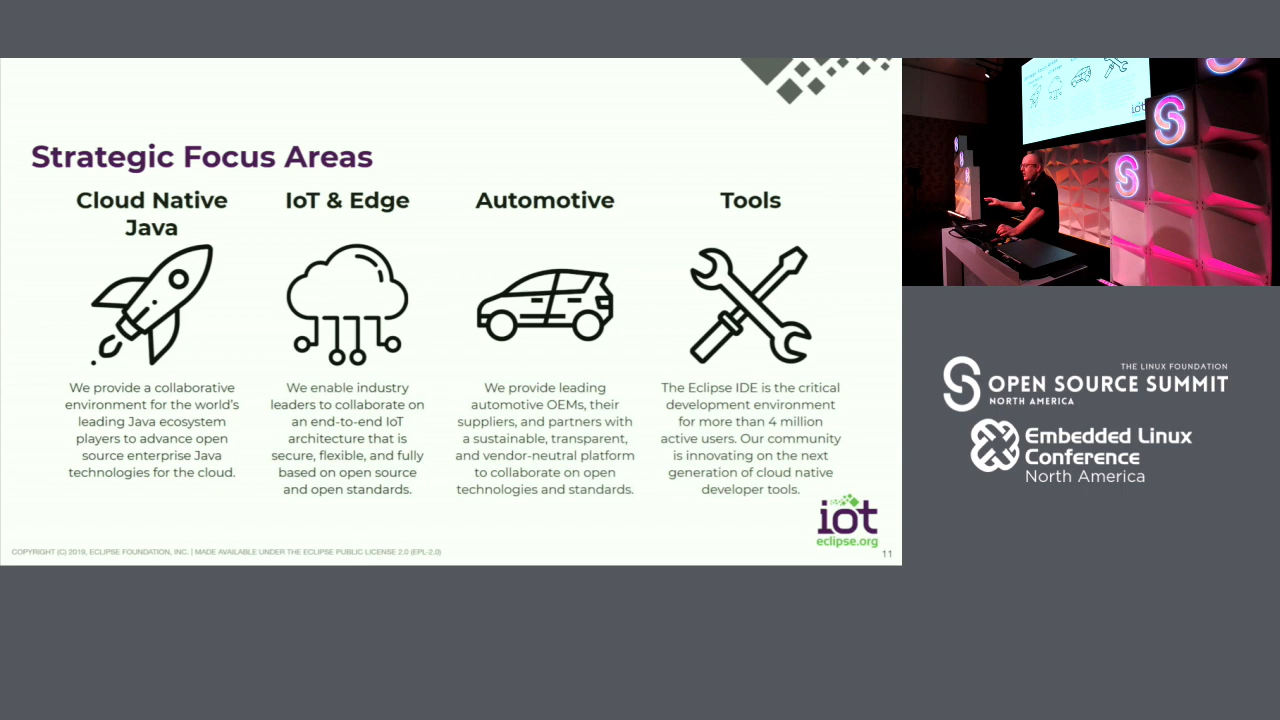 Strategic Focus Areas
Cloud Native
Java
We provide a collaborative
environment for the world's
leading Java ecosystem
players to advance open
source enterprise Java
technologies for the cloud.
IoT & Edge
We enable industry
leaders to collaborate on
an end-to-end IoT
architecture that is
secure, flexible, and fully
based on open source
and open standards.
Automotive
We provide leading
automotive OEMs, their
suppliers, and partners with
a sustainable, transparent,
and vendor-neutral platform
to collaborate on open
technologies and standards.
Tools
The Eclipse IDE is the critical
development environment
for more than 4 million
active users. Our community
is innovating on the next
generation of cloud native
developer tools.
iot
eclipse.org
COPYRIGHT (C) 2019, ECLIPSE FOUNDATION, INC. | MADE AVAILABLE UNDER THE ECLIPSE PUBLIC LICENSE 2.0 (EPL-2.0)
11
THE LINUX FOUNDATION
OPEN SOURCE SUMMIT
NORTH AMERICA
Embedded Linux
Conference
North America